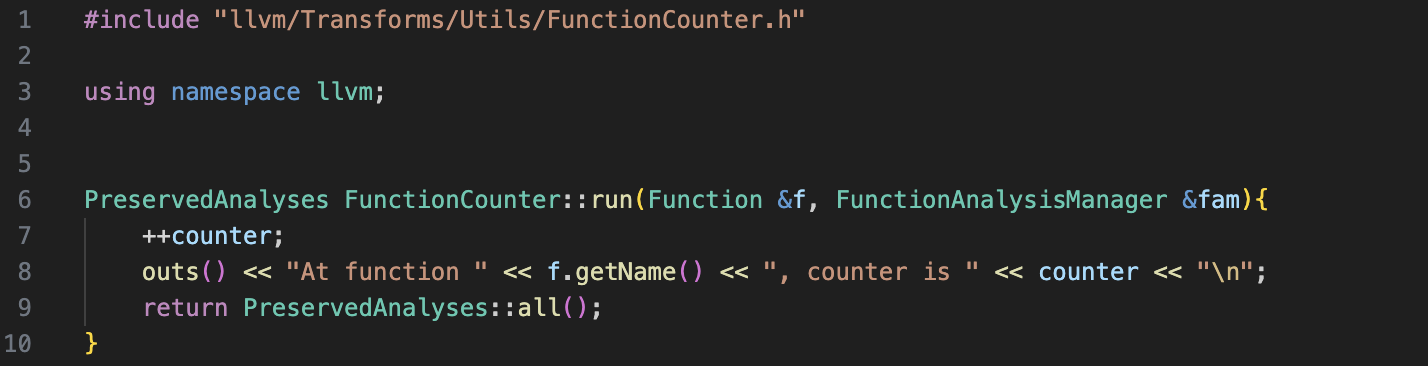 1 #include "llvm/Transforms/Utils/FunctionCounter.h"
2
3 using namespace llvm;
4
5
6 PreservedAnalyses FunctionCounter::run(Function &f, FunctionAnalysisManager &fam){
7     ++counter;
8     outs() << "At function " << f.getName() << ", counter is " << counter << "\n";
9     return PreservedAnalyses::all();
10 }